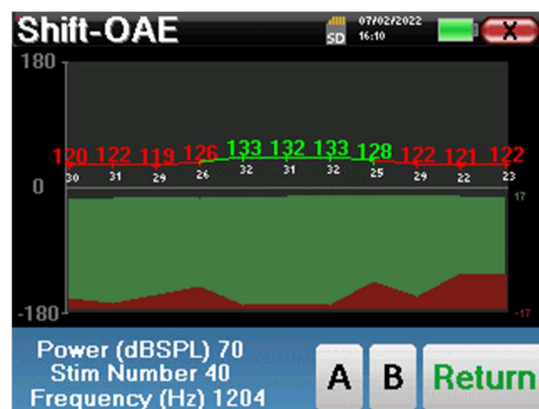 Shift-OAE
SD
07/02/2022
16:10
X
180
120 122 119 126 133 132 133 128 122 121 122
30 31 29 26 32 31 32 25 29 22 23
0
17
-180
-17
Power (dBSPL) 70
Stim Number 40
Frequency (Hz) 1204
A
B
Return